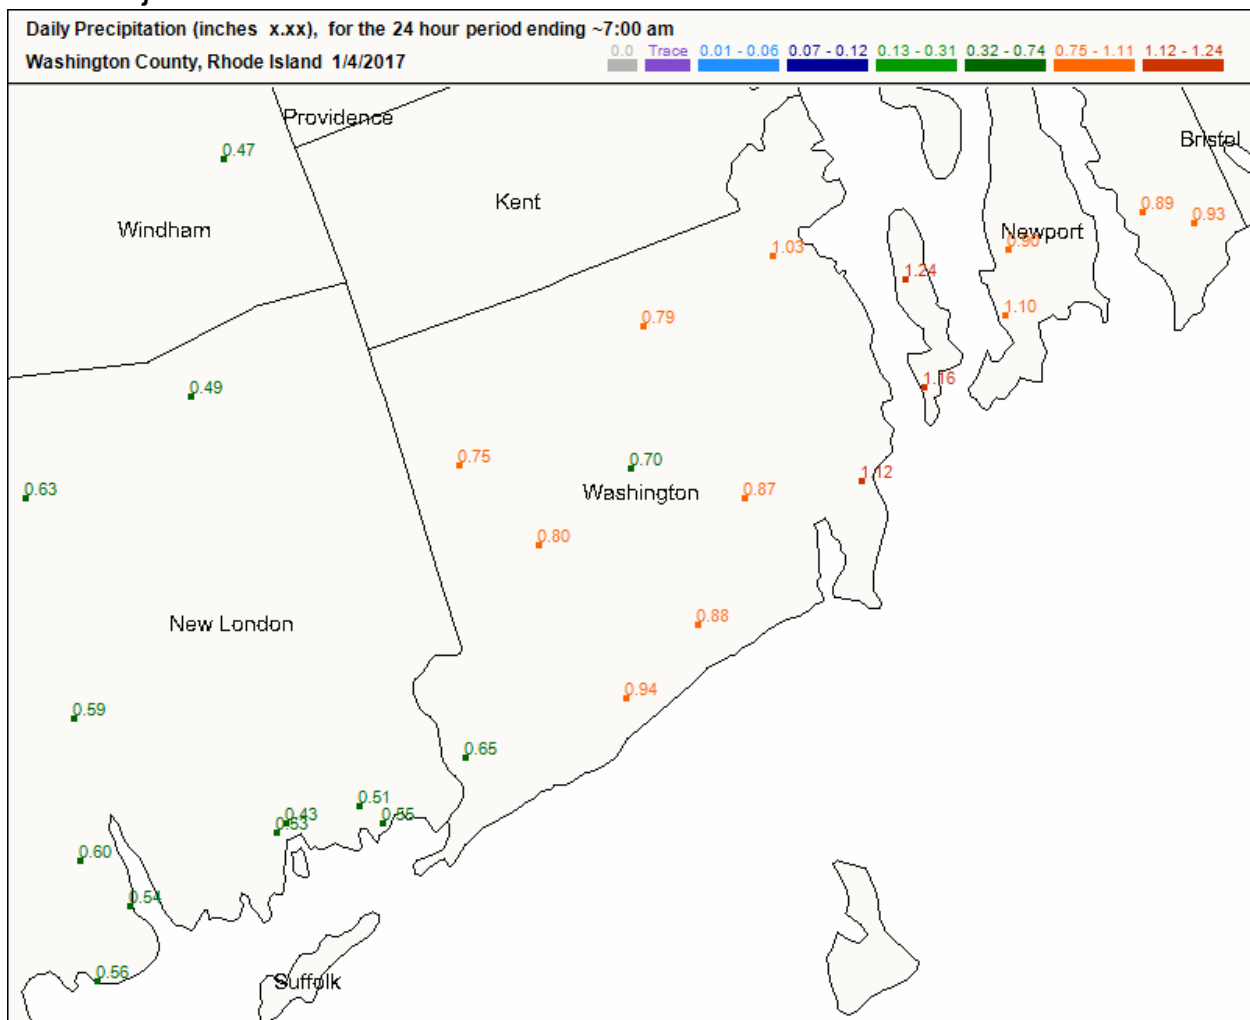 Daily Precipitation (inches x.xx), for the 24 hour period ending ~7:00 am
Washington County, Rhode Island 1/4/2017
0.0 Trace 0.01 - 0.06 0.07 - 0.12 0.13 - 0.31 0.32 - 0.74 0.75 - 1.11 1.12 - 1.24
Providence
Bristol
0.47
Kent
0.89
0.93
Windham
Newport
0.90
1.03
1.24
1.10
0.79
1.16
0.49
0.75
0.70
1.12
0.63
Washington
0.87
0.80
New London
0.88
0.94
0.59
0.65
0.51
0.43
0.55
0.53
0.60
0.54
0.56
Suffolk